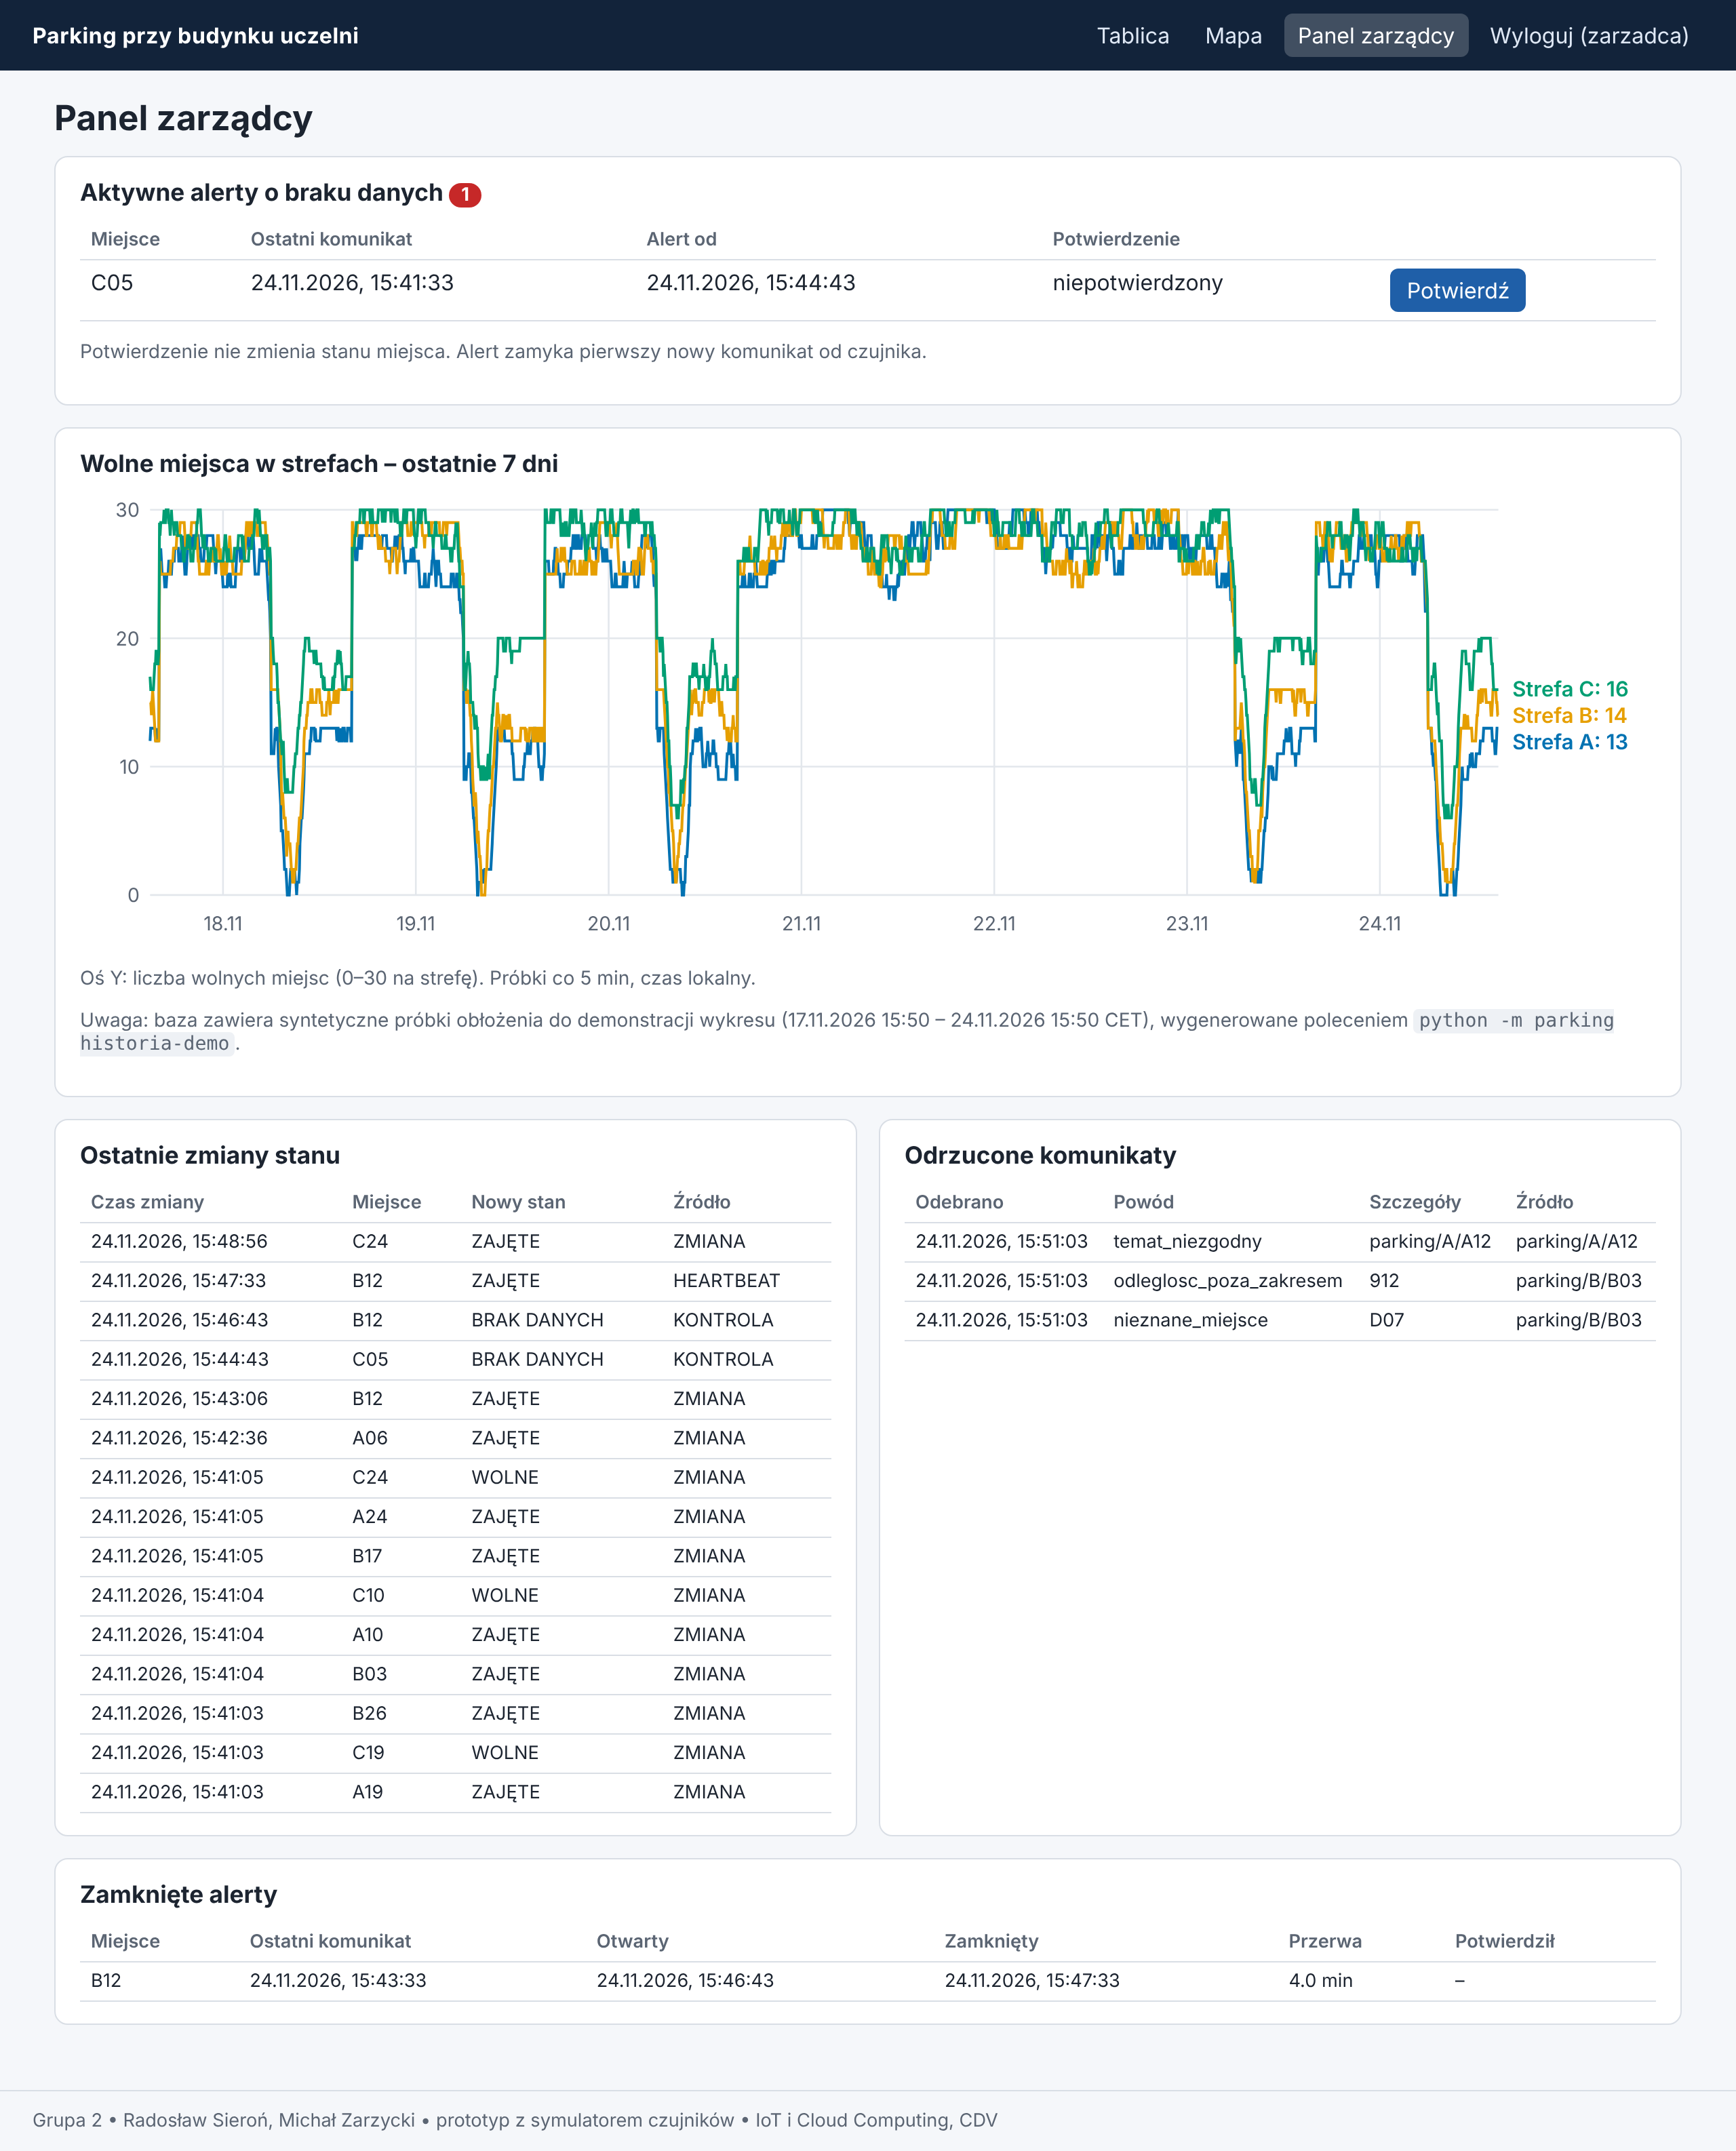 Parking przy budynku uczelni
Tablica Mapa Panel zarządcy Wyloguj (zarzadca)
Panel zarządcy
Aktywne alerty o braku danych 1
Miejsce Ostatni komunikat Alert od Potwierdzenie
C05 24.11.2026, 15:41:33 24.11.2026, 15:44:43 niepotwierdzony Potwierdź
Potwierdzenie nie zmienia stanu miejsca. Alert zamyka pierwszy nowy komunikat od czujnika.
Wolne miejsca w strefach – ostatnie 7 dni
30
20
10
0
Strefa C: 16
Strefa B: 14
Strefa A: 13
18.11 19.11 20.11 21.11 22.11 23.11 24.11
Oś Y: liczba wolnych miejsc (0–30 na strefę). Próbki co 5 min, czas lokalny.
Uwaga: baza zawiera syntetyczne próbki obłożenia do demonstracji wykresu (17.11.2026 15:50 – 24.11.2026 15:50 CET), wygenerowane poleceniem python -m parking
historia-demo.
Ostatnie zmiany stanu
Czas zmiany Miejsce Nowy stan Źródło
24.11.2026, 15:48:56 C24 ZAJĘTE ZMIANA
24.11.2026, 15:47:33 B12 ZAJĘTE HEARTBEAT
24.11.2026, 15:46:43 B12 BRAK DANYCH KONTROLA
24.11.2026, 15:44:43 C05 BRAK DANYCH KONTROLA
24.11.2026, 15:43:06 B12 ZAJĘTE ZMIANA
24.11.2026, 15:42:36 A06 ZAJĘTE ZMIANA
24.11.2026, 15:41:05 C24 WOLNE ZMIANA
24.11.2026, 15:41:05 A24 ZAJĘTE ZMIANA
24.11.2026, 15:41:05 B17 ZAJĘTE ZMIANA
24.11.2026, 15:41:04 C10 WOLNE ZMIANA
24.11.2026, 15:41:04 A10 ZAJĘTE ZMIANA
24.11.2026, 15:41:04 B03 ZAJĘTE ZMIANA
24.11.2026, 15:41:03 B26 ZAJĘTE ZMIANA
24.11.2026, 15:41:03 C19 WOLNE ZMIANA
24.11.2026, 15:41:03 A19 ZAJĘTE ZMIANA
Odrzucone komunikaty
Odebrano Powód Szczegóły Źródło
24.11.2026, 15:51:03 temat_niezgodny parking/A/A12 parking/A/A12
24.11.2026, 15:51:03 odleglosc_poza_zakresem 912 parking/B/B03
24.11.2026, 15:51:03 nieznane_miejsce D07 parking/B/B03
Zamknięte alerty
Miejsce Ostatni komunikat Otwarty Zamknięty Przerwa Potwierdził
B12 24.11.2026, 15:43:33 24.11.2026, 15:46:43 24.11.2026, 15:47:33 4.0 min –
Grupa 2 • Radosław Sieroń, Michał Zarzycki • prototyp z symulatorem czujników • IoT i Cloud Computing, CDV